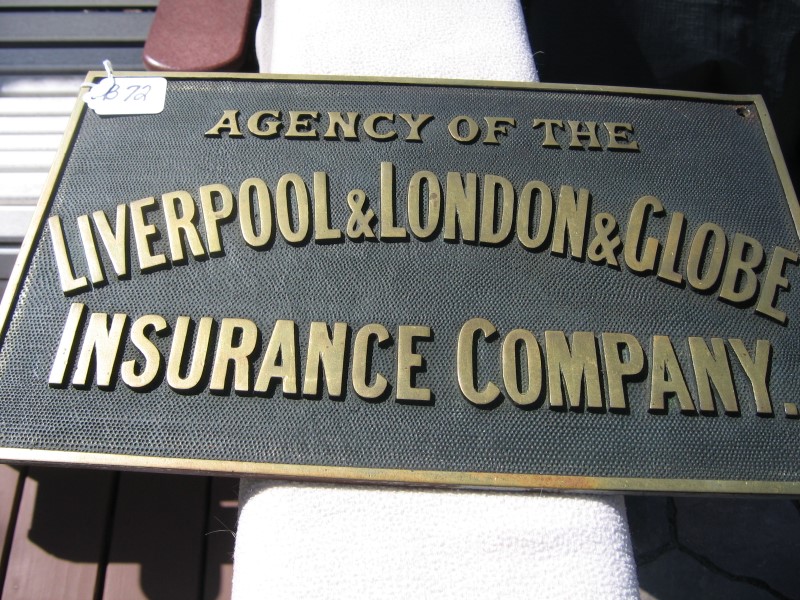 B72
AGENCY OF THE
LIVERPOOL & LONDON & GLOBE
INSURANCE COMPANY.